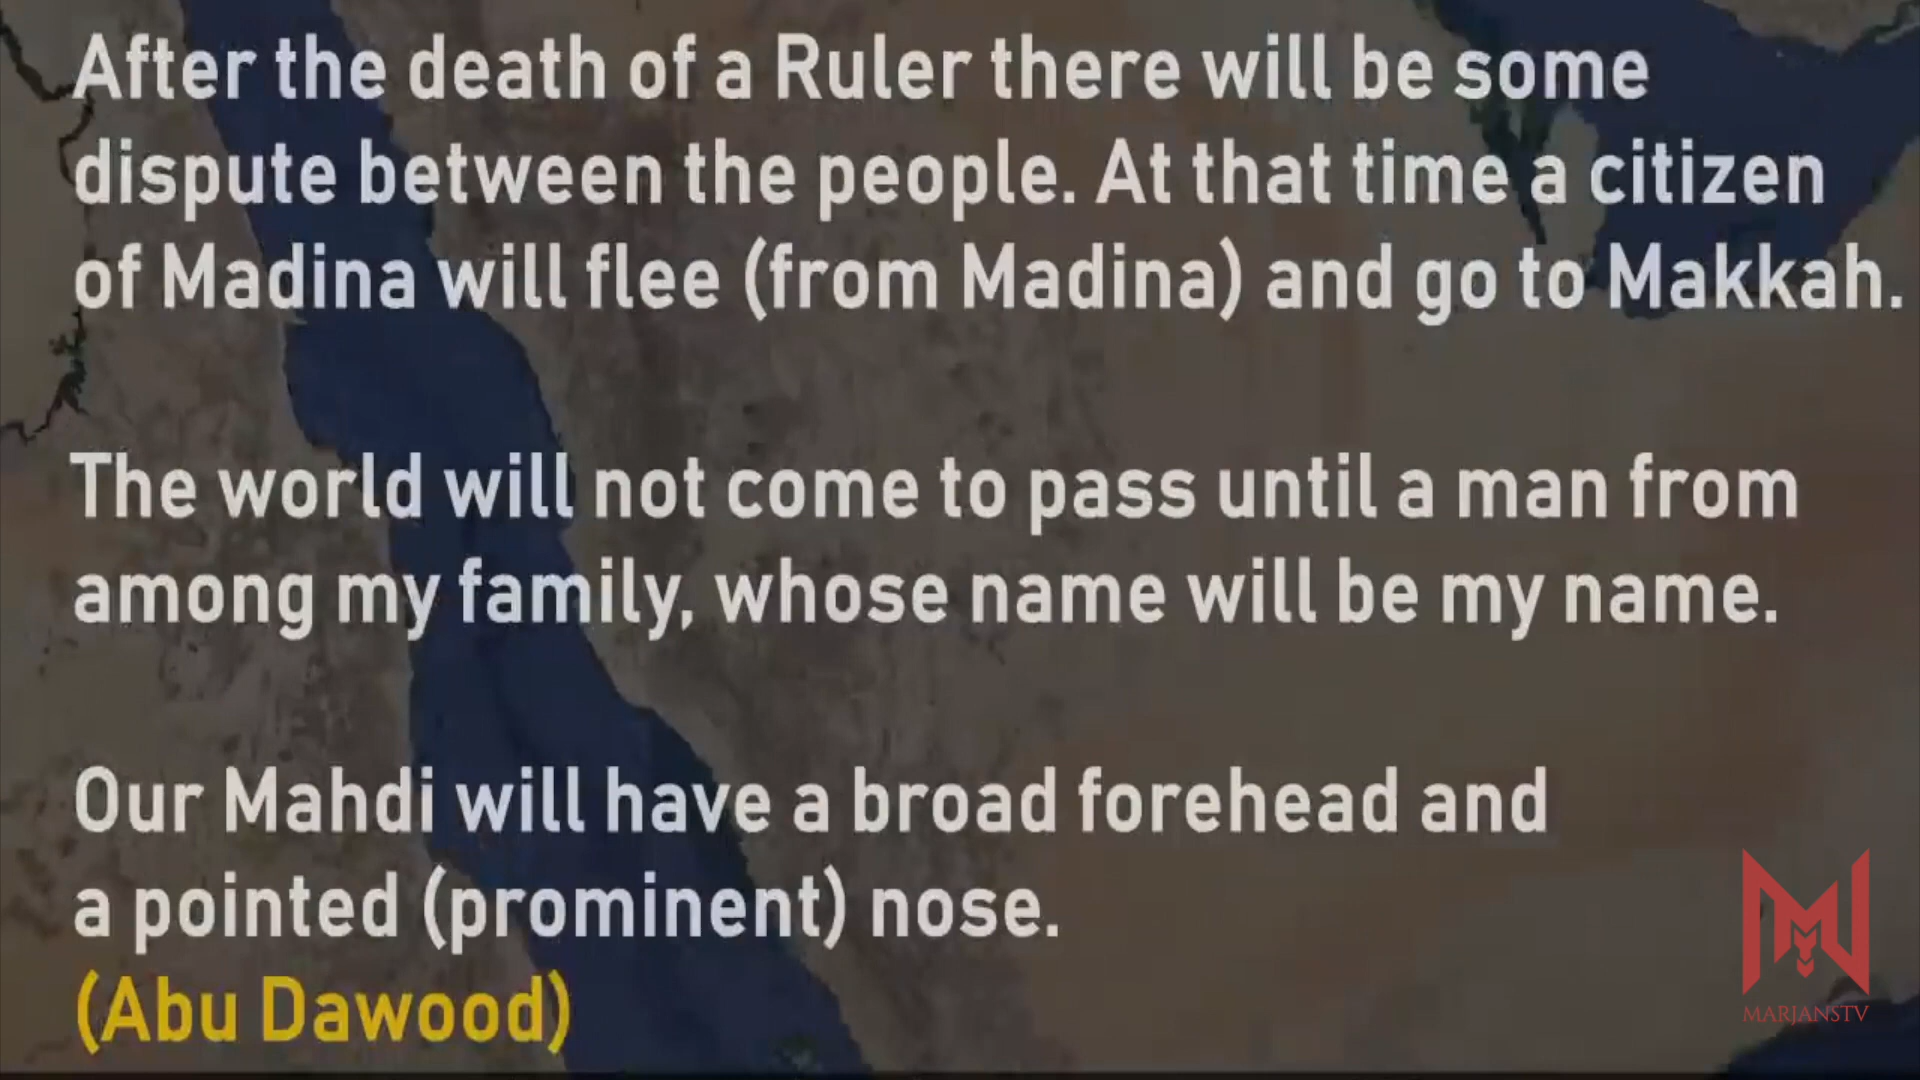 After the death of a Ruler there will be some
dispute between the people. At that time a citizen
of Madina will flee (from Madina) and go to Makkah.
The world will not come to pass until a man from
among my family, whose name will be my name.
Our Mahdi will have a broad forehead and
a pointed (prominent) nose.
(Abu Dawood)
MARJANSTV